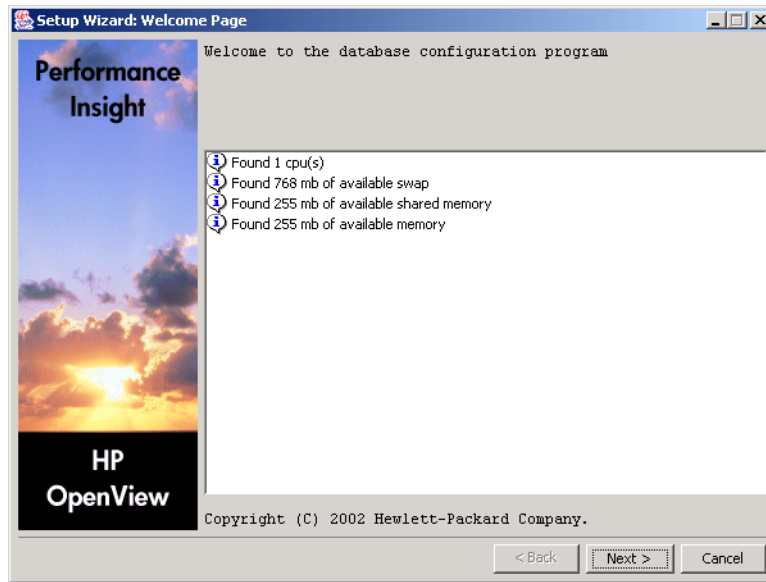 Setup Wizard: Welcome Page
Performance
Insight
Welcome to the database configuration program
Found 1 cpu(s)
Found 768 mb of available swap
Found 255 mb of available shared memory
Found 255 mb of available memory
HP
OpenView
Copyright (C) 2002 Hewlett-Packard Company.
< Back
Next >
Cancel